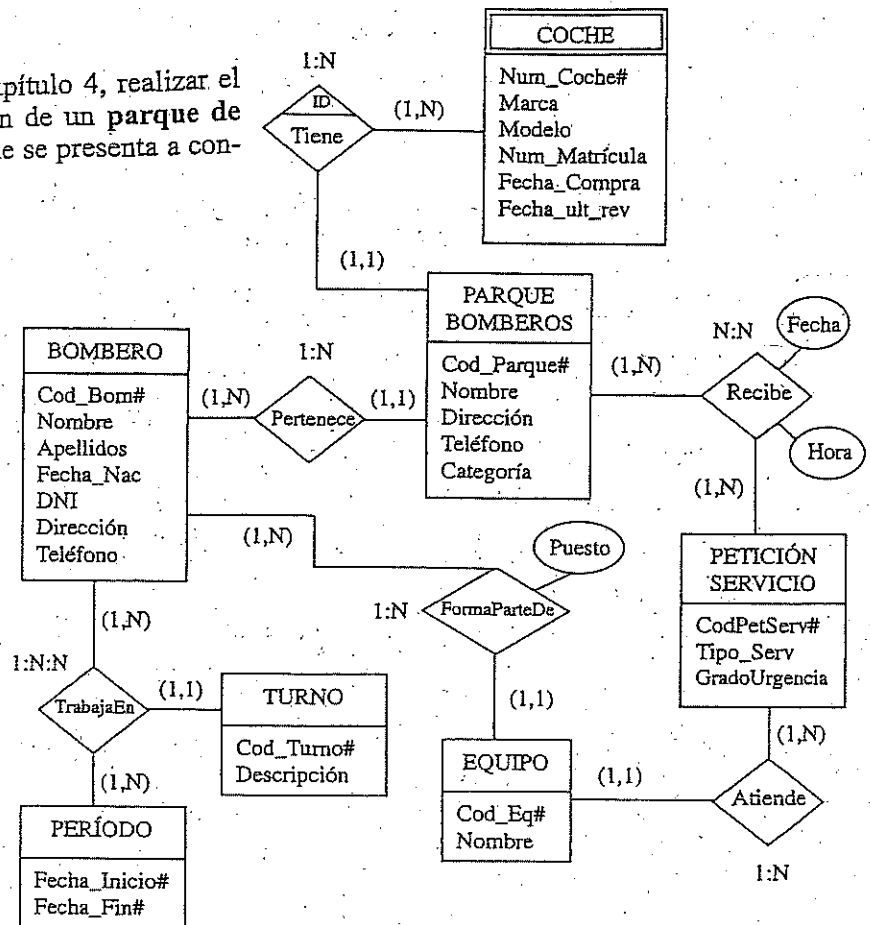 apítulo 4, realizar el
n de un parque de
e se presenta a con-
1:N
ID
Tiene
(1,N)
COCHE
Num_Coche#
Marca
Modelo
Num_Matrícula
Fecha_Compra
Fecha_ult_rev
(1,1)
PARQUE
BOMBEROS
Cod_Parque#
Nombre
Dirección
Teléfono
Categoría
BOMBERO
Cod_Bom#
Nombre
Apellidos
Fecha_Nac
DNI
Dirección
Teléfono
(1,N)
1:N
Pertenece
(1,1)
(1,N)
N:N
Recibe
Fecha
Hora
(1,N)
PETICIÓN
SERVICIO
CodPetServ#
Tipo_Serv
GradoUrgencia
(1,N)
1:N
FormaParteDe
Puesto
(1,1)
(1,N)
1:N:N
TrabajaEn
(1,1)
TURNO
Cod_Turno#
Descripción
(1,N)
PERÍODO
Fecha_Inicio#
Fecha_Fin#
EQUIPO
Cod_Eq#
Nombre
(1,1)
Atiende
(1,N)
1:N